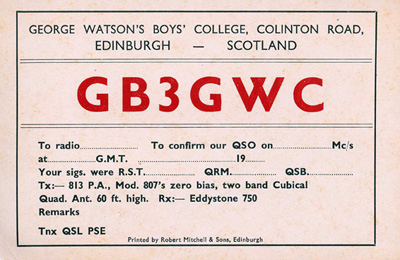 GEORGE WATSON'S BOYS' COLLEGE, COLINTON ROAD,
EDINBURGH — SCOTLAND
GB3GWC
To radio.................... To confirm our QSO on....................Mc/s
at....................G.M.T. ....................19....................
Your sigs. were R.S.T.................... QRM.................... QSB....................
Tx:— 813 P.A., Mod. 807's zero bias, two band Cubical
Quad. Ant. 60 ft. high. Rx:— Eddystone 750
Remarks
Tnx QSL PSE
Printed by Robert Mitchell & Sons, Edinburgh